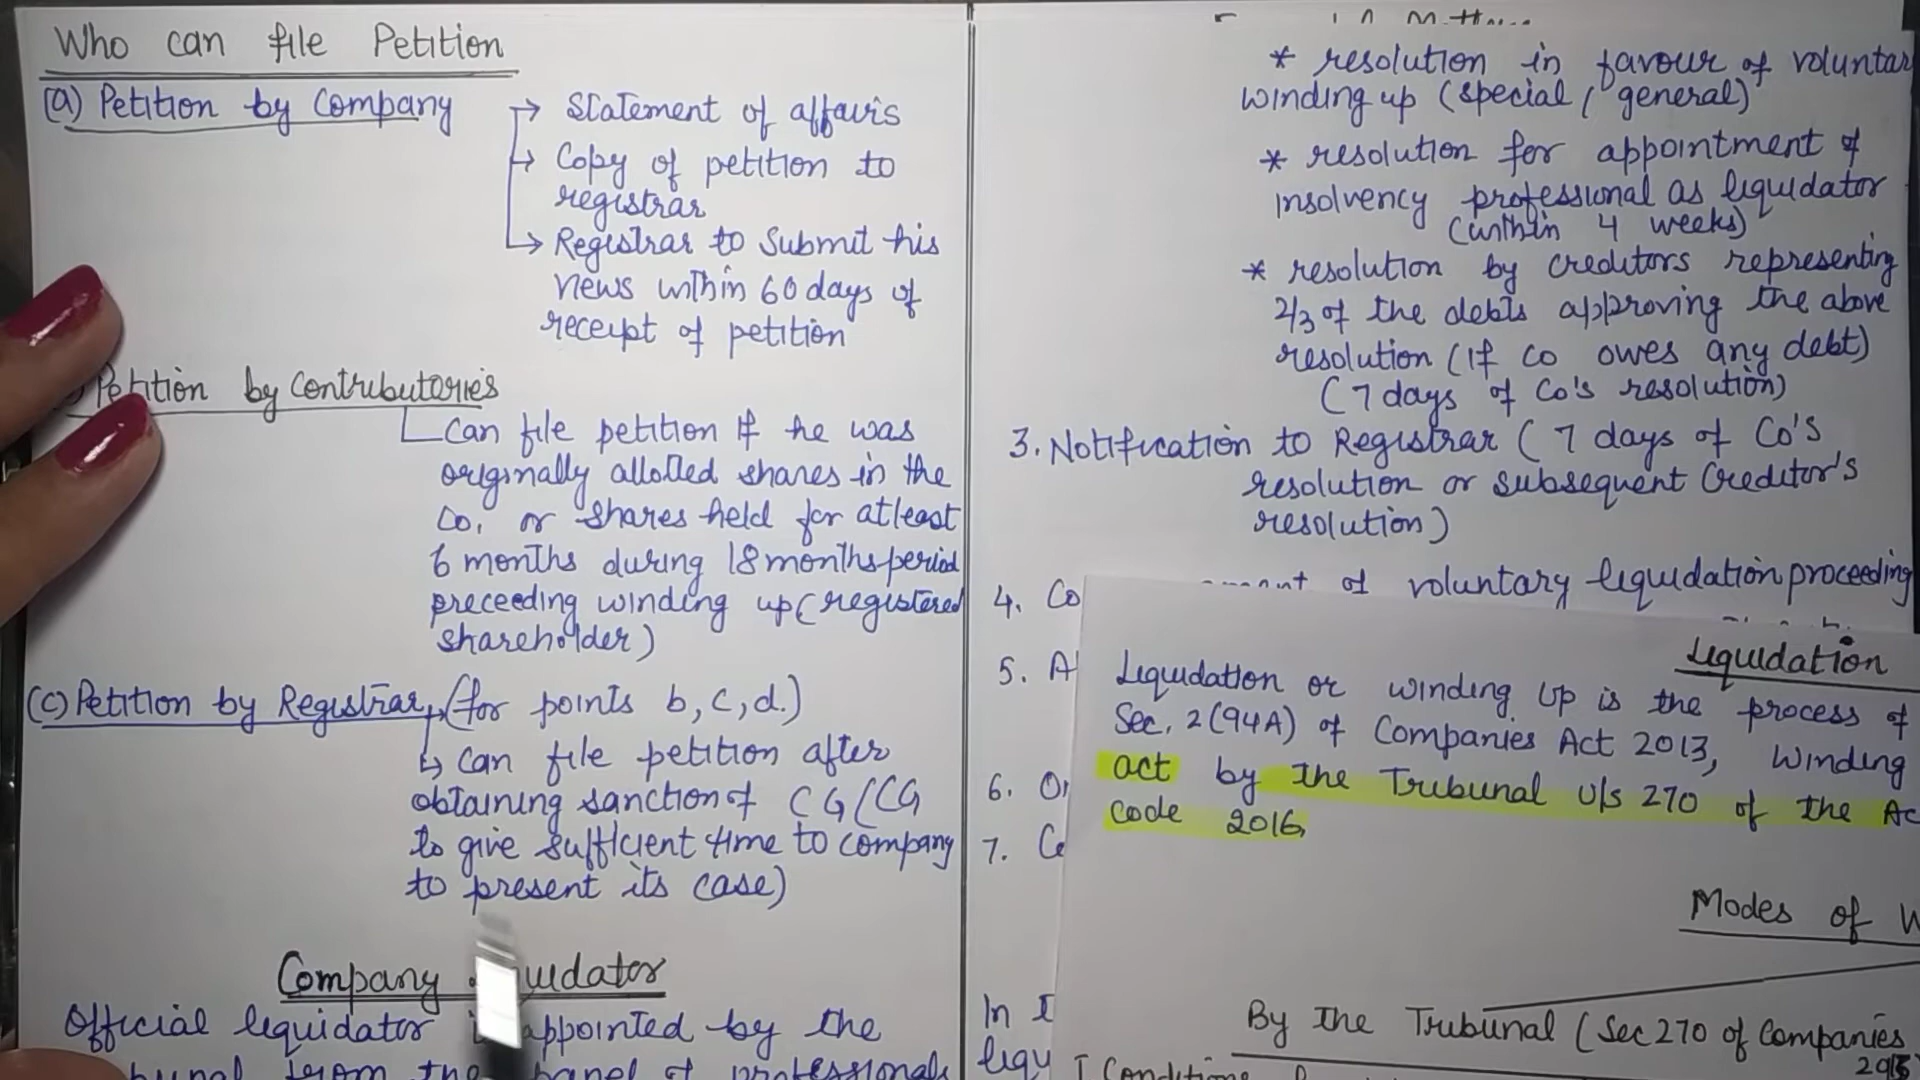 Who can file Petition
(a) Petition by Company
→ Statement of affairs
→ Copy of petition to
registrar
→ Registrar to Submit his
views within 60 days of
receipt of petition
Petition by Contributories
Can file petition if he was
originally allotted shares in the
Co. or shares held for atleast
6 months during 18 months period
preceeding winding up (registered
shareholder)
(c) Petition by Registrar (for points b, c, d.)
↳ Can file petition after
obtaining sanction of CG (CG
to give sufficient time to company
to present its case)
Company
Official liquidator appointed by the
from the panel of professionals
* resolution in favour of
winding up (special / general)
* resolution for appointment of
insolvency professional as liquidator
(within 4 weeks)
* resolution by creditors representing
2/3 of the debts approving the above
resolution (if co owes any debt)
(7 days of Co's resolution)
3. Notification to Registrar (7 days of Co's
resolution or subsequent Creditor's
resolution)
4. of voluntary liquidation proceeding
5.
6.
7.
In
Liquidation
Liquidation or winding up is the process of
Sec. 2(94A) of Companies Act 2013, Winding
act by the Tribunal u/s 270 of the
code 2016,
Modes of
By the Tribunal (Sec 270 of Companies